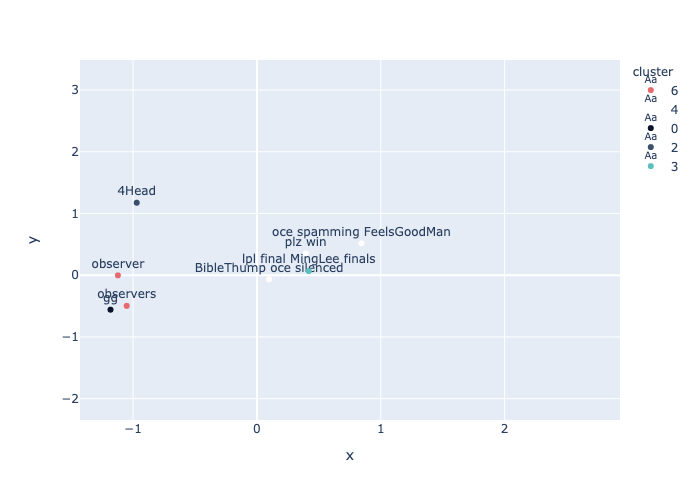 cluster
Aa 6
Aa 4
Aa 0
Aa 2
Aa 3
3
2
1
0
−1
−2
y
4Head
oce spamming FeelsGoodMan
plz win
lpl final MingLee finals
observer
BibleThump oce silenced
observers
gg
−1
0
1
2
x